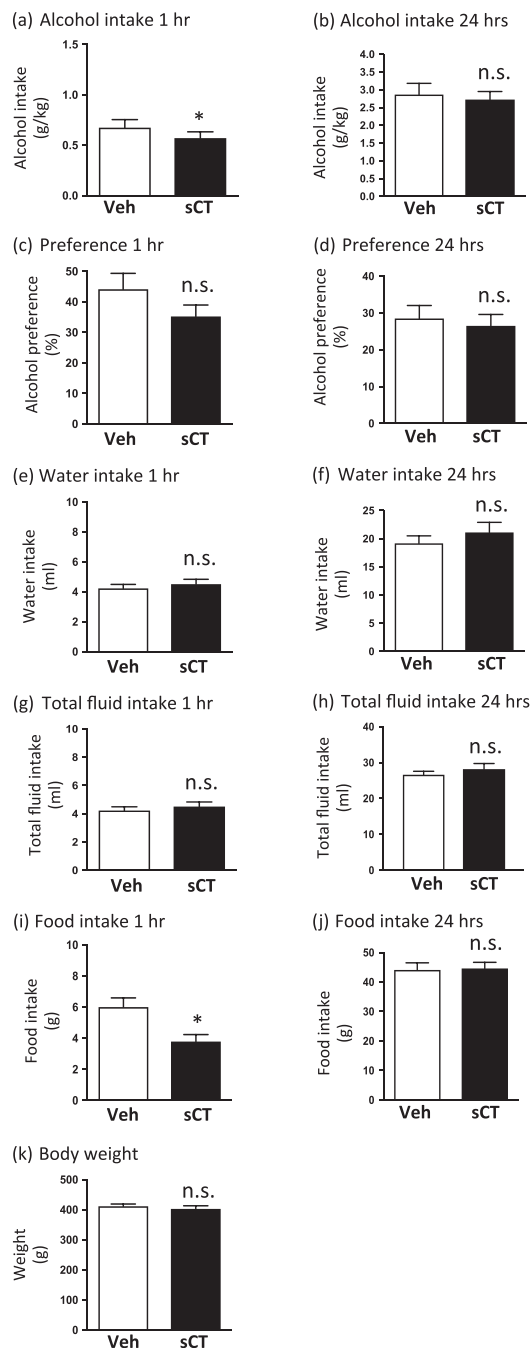 (a) Alcohol intake 1 hr
Alcohol intake
(g/kg)
1.5
1.0
0.5
0.0
*
Veh sCT
(b) Alcohol intake 24 hrs
Alcohol intake
(g/kg)
4.0
3.5
3.0
2.5
2.0
1.5
1.0
0.5
0.0
n.s.
Veh sCT
(c) Preference 1 hr
Alcohol preference
(%)
50
40
30
20
10
0
n.s.
Veh sCT
(d) Preference 24 hrs
Alcohol preference
(%)
40
30
20
10
0
n.s.
Veh sCT
(e) Water intake 1 hr
Water intake
(ml)
10
8
6
4
2
0
n.s.
Veh sCT
(f) Water intake 24 hrs
Water intake
(ml)
25
20
15
10
5
0
n.s.
Veh sCT
(g) Total fluid intake 1 hr
Total fluid intake
(ml)
10
8
6
4
2
0
n.s.
Veh sCT
(h) Total fluid intake 24 hrs
Total fluid intake
(ml)
40
30
20
10
0
n.s.
Veh sCT
(i) Food intake 1 hr
Food intake
(g)
10
8
6
4
2
0
*
Veh sCT
(j) Food intake 24 hrs
Food intake
(g)
50
40
30
20
10
0
n.s.
Veh sCT
(k) Body weight
Weight
(g)
500
400
300
200
100
0
n.s.
Veh sCT